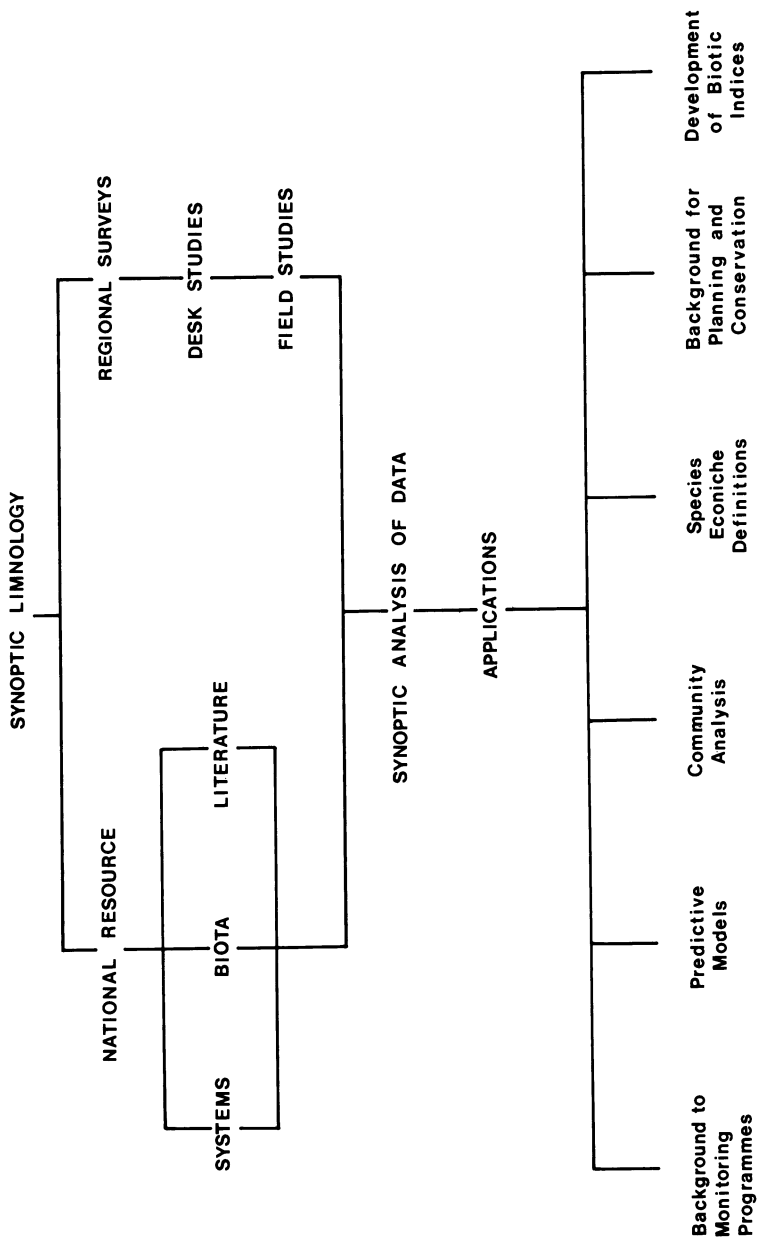 SYNOPTIC LIMNOLOGY
NATIONAL RESOURCE
REGIONAL SURVEYS
SYSTEMS
BIOTA
LITERATURE
DESK STUDIES
FIELD STUDIES
SYNOPTIC ANALYSIS OF DATA
APPLICATIONS
Background to
Monitoring
Programmes
Predictive
Models
Community
Analysis
Species
Econiche
Definitions
Background for
Planning and
Conservation
Development
of Biotic
Indices